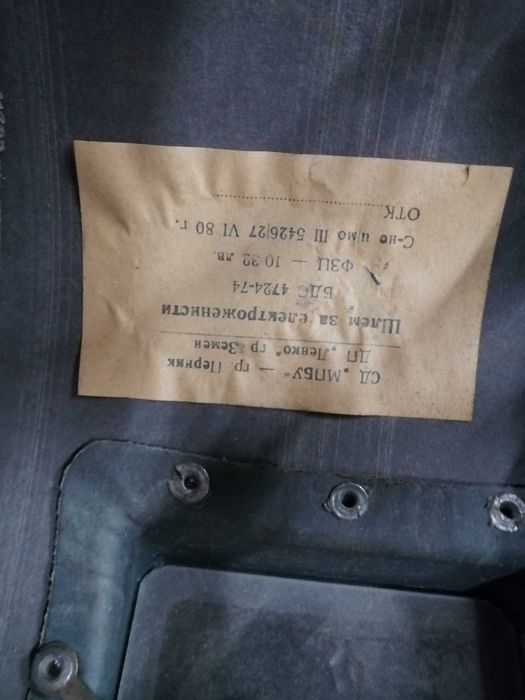 СД „МПБУ" — гр. Перник
ДП „Ленко" гр Земен
Шлем за електроженисти
БДС 4724-74
ФЗЦ — 10·32 лв.
С-но ц мо III 5426|27 VI 80 г.
ОТК